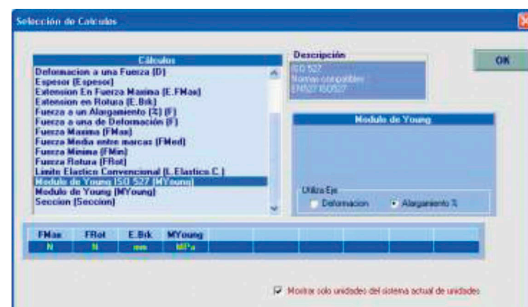 Selección de Calculos
Cálculos
Deformacion a una Fuerza (D)
Espesor (Espesor)
Extension En Fuerza Maxima (E.FMax)
Extension en Rotura (E.Brk)
Fuerza a un Alargamiento (%) (F)
Fuerza a una de Deformación (F)
Fuerza Maxima (FMax)
Fuerza Media entre marcas (FMed)
Fuerza Minima (FMin)
Fuerza Rotura (FRot)
Limite Elastico Convencional (L.Elastico.C.)
Modulo de Young ISO 527 (MYoung)
Modulo de Young (MYoung)
Seccion (Seccion)
Descripción
ISO 527
Normas compatibles
EN527 ISO527
OK
Modulo de Young
Utiliza Eje
Deformacion
Alargamiento %
FMax FRot E.Brk MYoung
N N mm MPa
Mostrar solo unidades del sistema actual de unidades